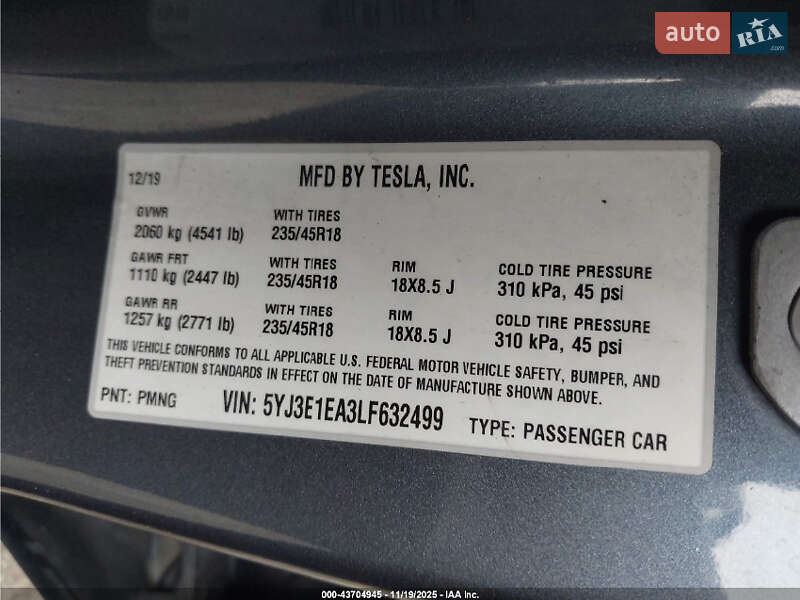 auto RIA .com
12/19 MFD BY TESLA, INC.
GVWR WITH TIRES
2060 kg (4541 lb) 235/45R18
GAWR FRT WITH TIRES RIM COLD TIRE PRESSURE
1110 kg (2447 lb) 235/45R18 18X8.5 J 310 kPa, 45 psi
GAWR RR WITH TIRES RIM COLD TIRE PRESSURE
1257 kg (2771 lb) 235/45R18 18X8.5 J 310 kPa, 45 psi
THIS VEHICLE CONFORMS TO ALL APPLICABLE U.S. FEDERAL MOTOR VEHICLE SAFETY, BUMPER, AND
THEFT PREVENTION STANDARDS IN EFFECT ON THE DATE OF MANUFACTURE SHOWN ABOVE.
PNT: PMNG VIN: 5YJ3E1EA3LF632499 TYPE: PASSENGER CAR
000-43704945 - 11/19/2025 - IAA Inc.